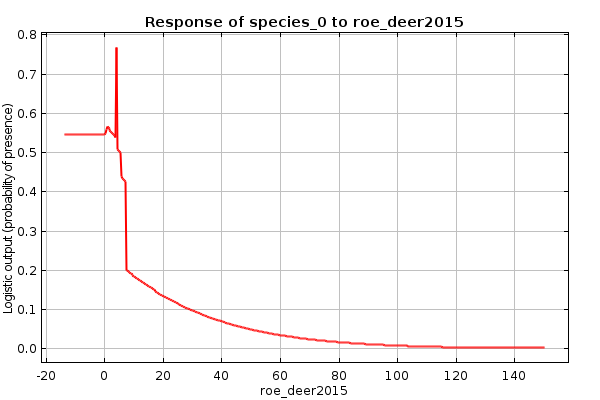 Response of species_0 to roe_deer2015
Logistic output (probability of presence)
0.8
0.7
0.6
0.5
0.4
0.3
0.2
0.1
0.0
-20 0 20 40 60 80 100 120 140
roe_deer2015